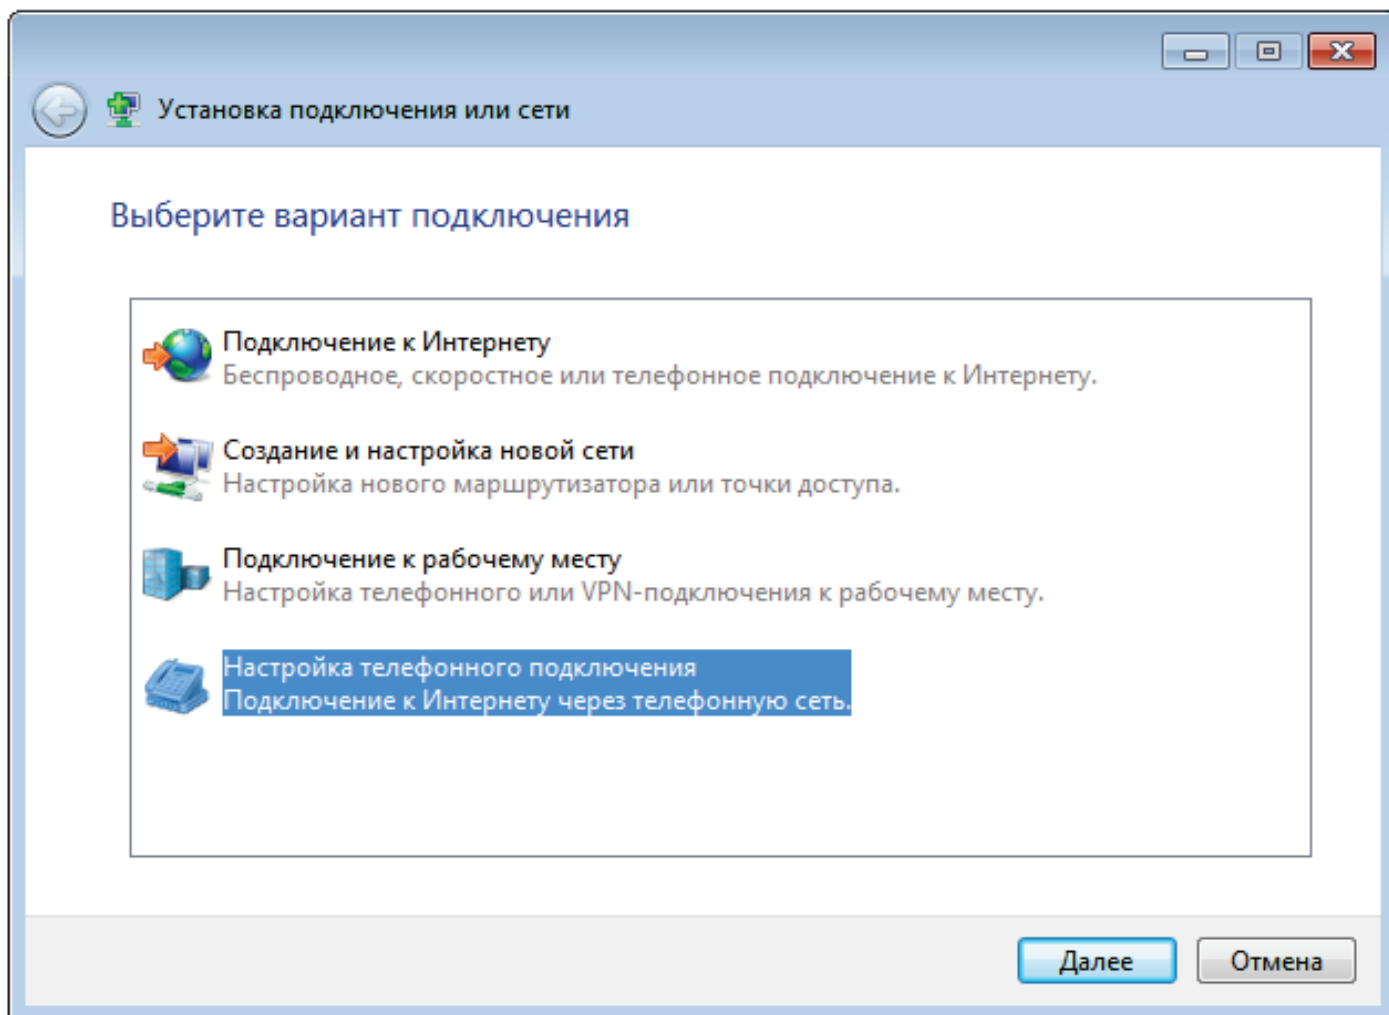 Установка подключения или сети
Выберите вариант подключения
Подключение к Интернету
Беспроводное, скоростное или телефонное подключение к Интернету.
Создание и настройка новой сети
Настройка нового маршрутизатора или точки доступа.
Подключение к рабочему месту
Настройка телефонного или VPN-подключения к рабочему месту.
Настройка телефонного подключения
Подключение к Интернету через телефонную сеть.
Далее
Отмена